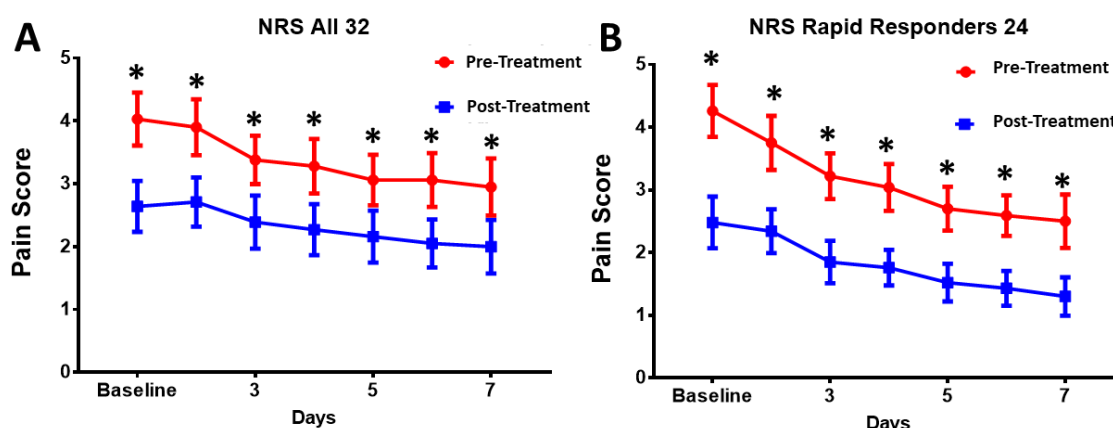 A
NRS All 32
5
4
3
2
1
0
Pain Score
* * * * * * *
Pre-Treatment
Post-Treatment
Baseline 3 5 7
Days
B
NRS Rapid Responders 24
5
4
3
2
1
0
Pain Score
* * * * * * *
Pre-Treatment
Post-Treatment
Baseline 3 5 7
Days